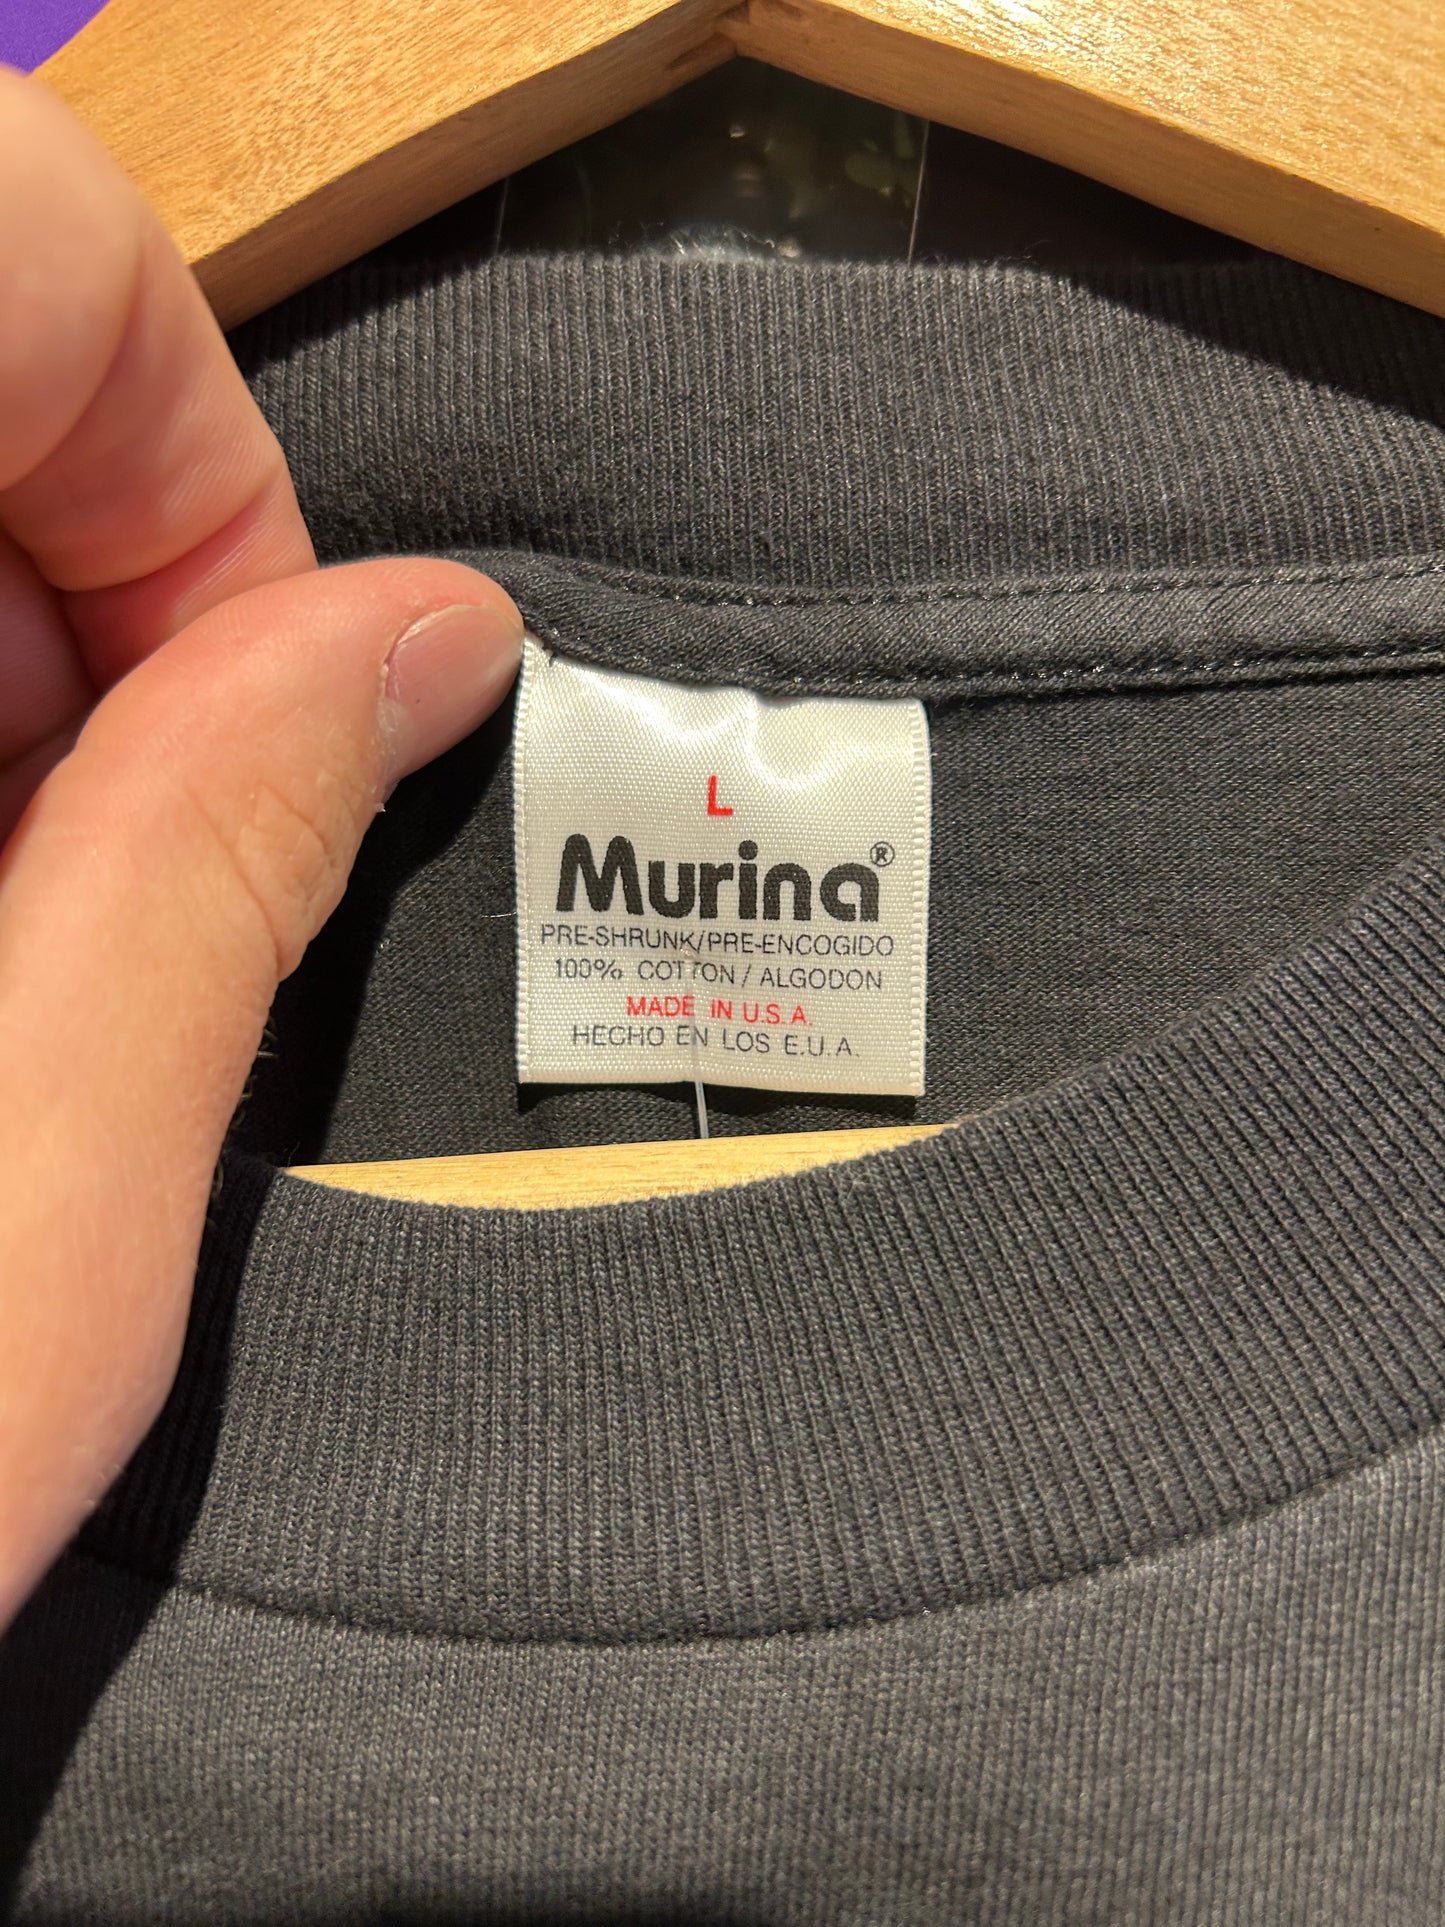 L
Murina®
PRE-SHRUNK/PRE-ENCOGIDO
100% COTTON / ALGODON
MADE IN U.S.A.
HECHO EN LOS E.U.A.